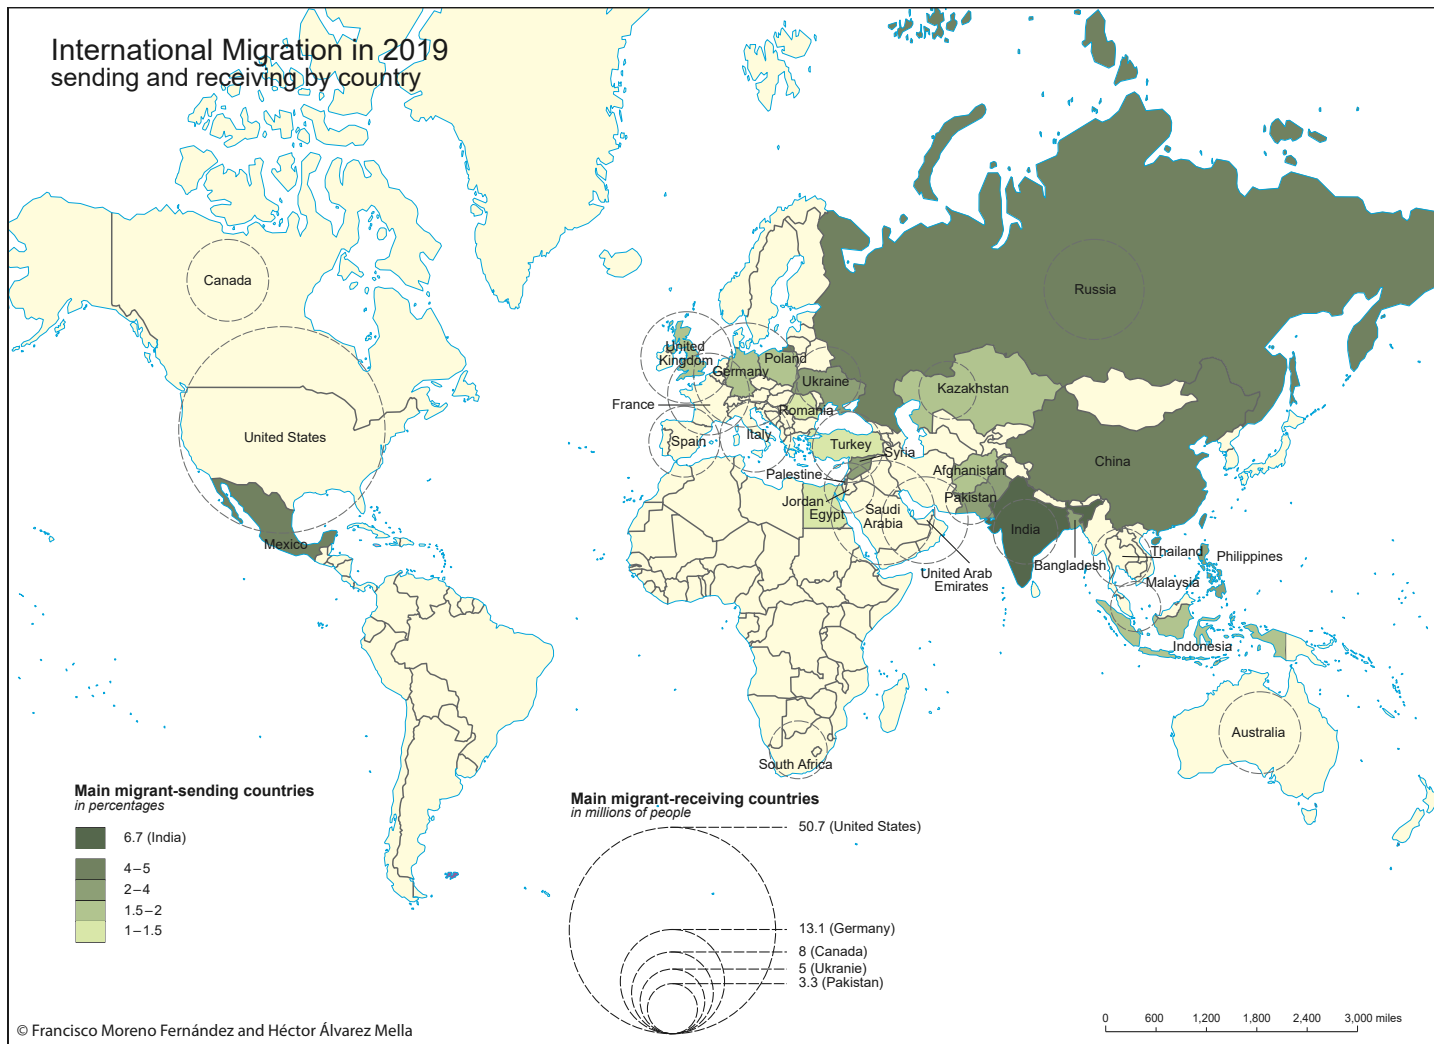 International Migration in 2019
sending and receiving by country
Canada
Russia
United
Kingdom
Poland
Germany
Ukraine
Kazakhstan
France
Romania
United States
Spain
Italy
Turkey
Syria
China
Palestine
Afghanistan
Jordan
Pakistan
Egypt
Saudi
Arabia
India
Mexico
Thailand
Philippines
Bangladesh
United Arab
Emirates
Malaysia
Indonesia
Australia
South Africa
Main migrant-sending countries
in percentages
6.7 (India)
4–5
2–4
1.5–2
1–1.5
Main migrant-receiving countries
in millions of people
50.7 (United States)
13.1 (Germany)
8 (Canada)
5 (Ukranie)
3.3 (Pakistan)
© Francisco Moreno Fernández and Héctor Álvarez Mella
0 600 1,200 1,800 2,400 3,000 miles